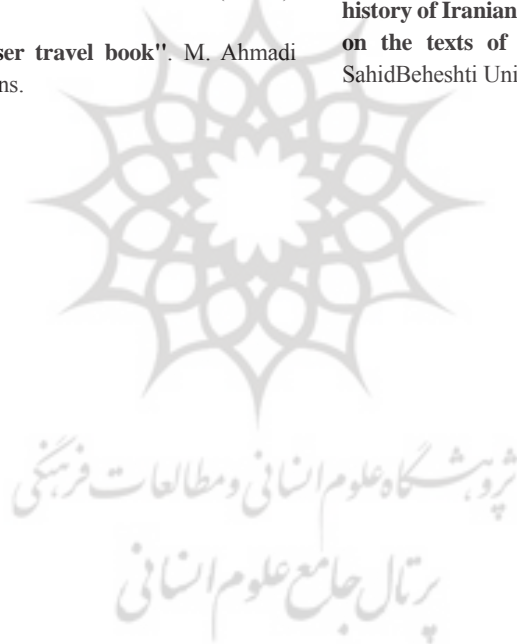 ser travel book". M. Ahmadi
ns.
history of Iranian
on the texts of
SahidBeheshti Uni
پژوهشگاه علوم انسانی و مطالعات فرهنگی
پرتال جامع علوم انسانی